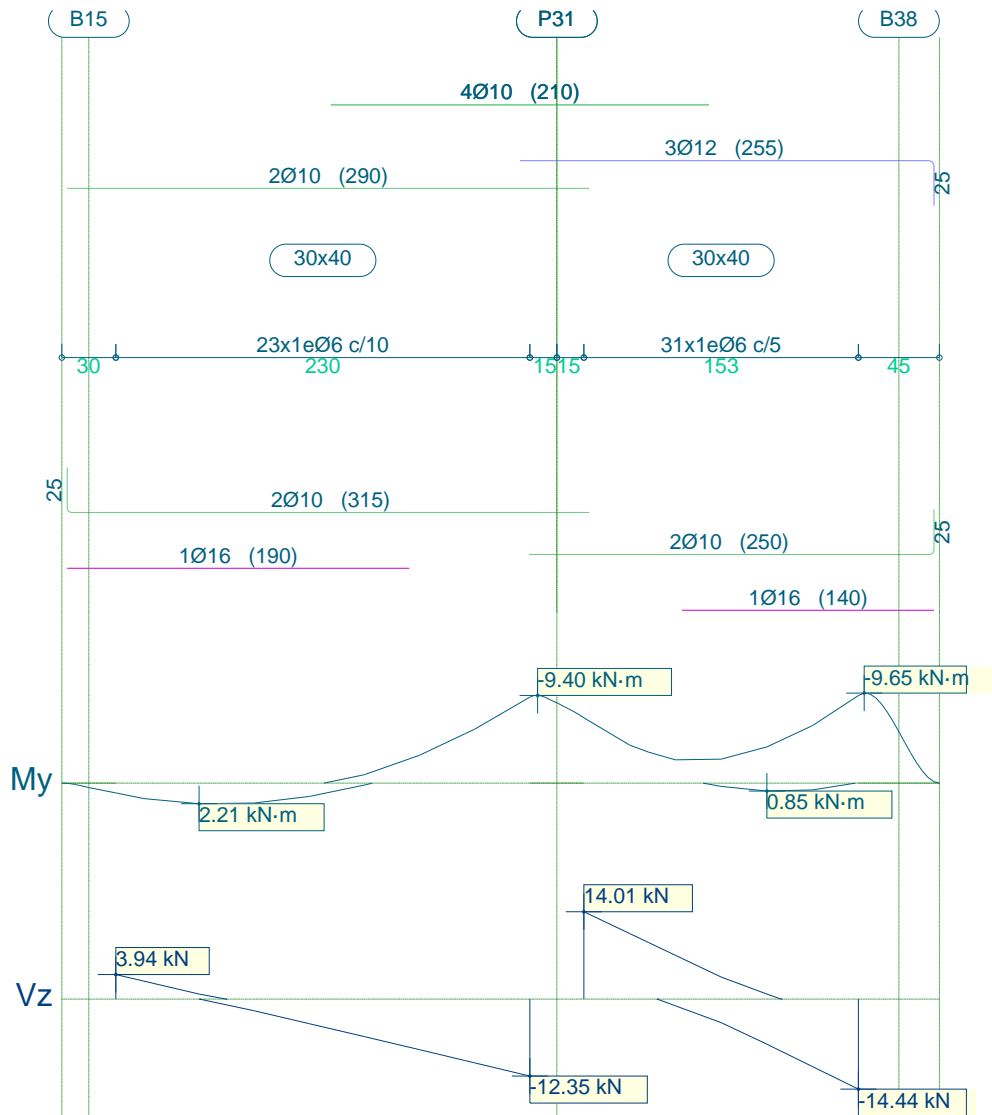 B15 P31 B38
4Ø10 (210)
3Ø12 (255)
25
2Ø10 (290)
30x40 30x40
23x1eØ6 c/10 31x1eØ6 c/5
30 230 1515 153 45
25
2Ø10 (315)
25
2Ø10 (250)
1Ø16 (190)
1Ø16 (140)
-9.40 kN·m -9.65 kN·m
My
2.21 kN·m 0.85 kN·m
14.01 kN
3.94 kN
Vz
-12.35 kN -14.44 kN